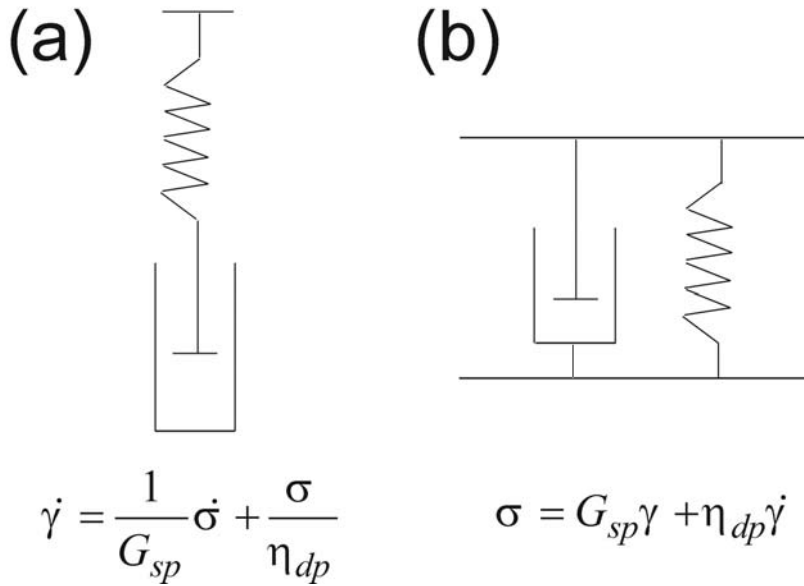 (a)
(b)
γ̇ = 1/G_sp σ̇ + σ/η_dp
σ = G_sp γ + η_dp γ̇